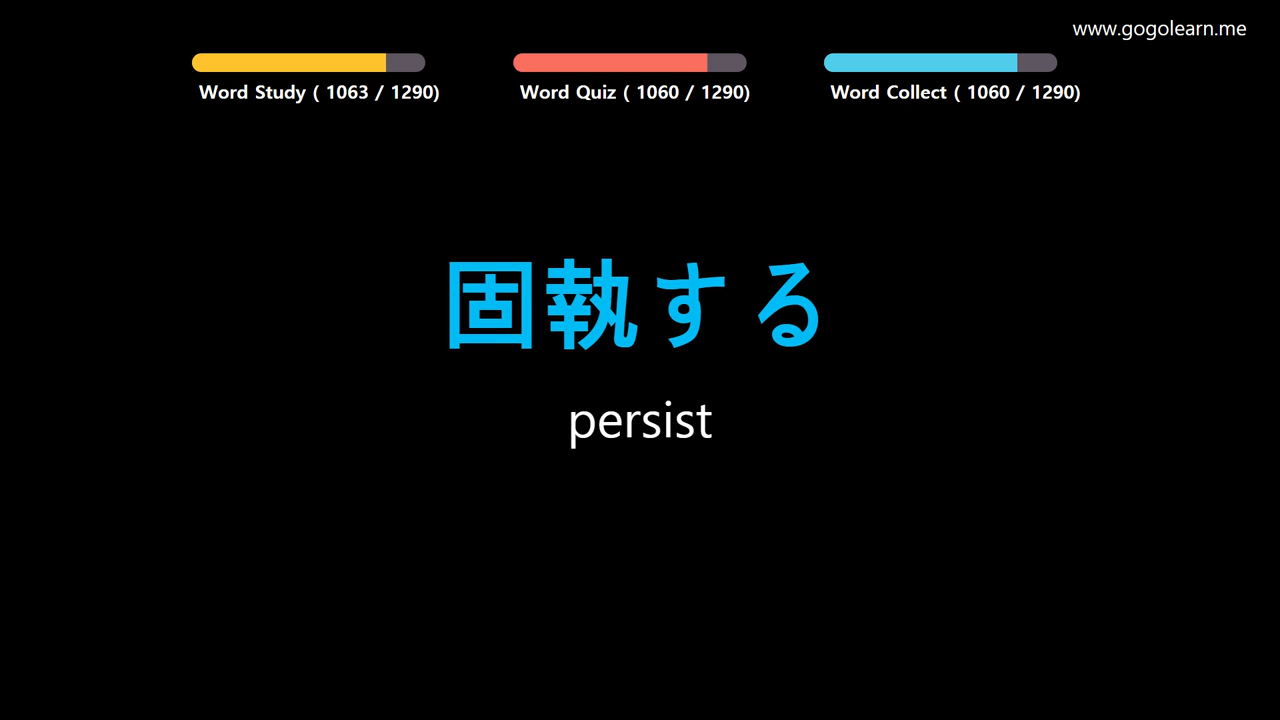 www.gogolearn.me
Word Study ( 1063 / 1290)
Word Quiz ( 1060 / 1290)
Word Collect ( 1060 / 1290)
固執する
persist